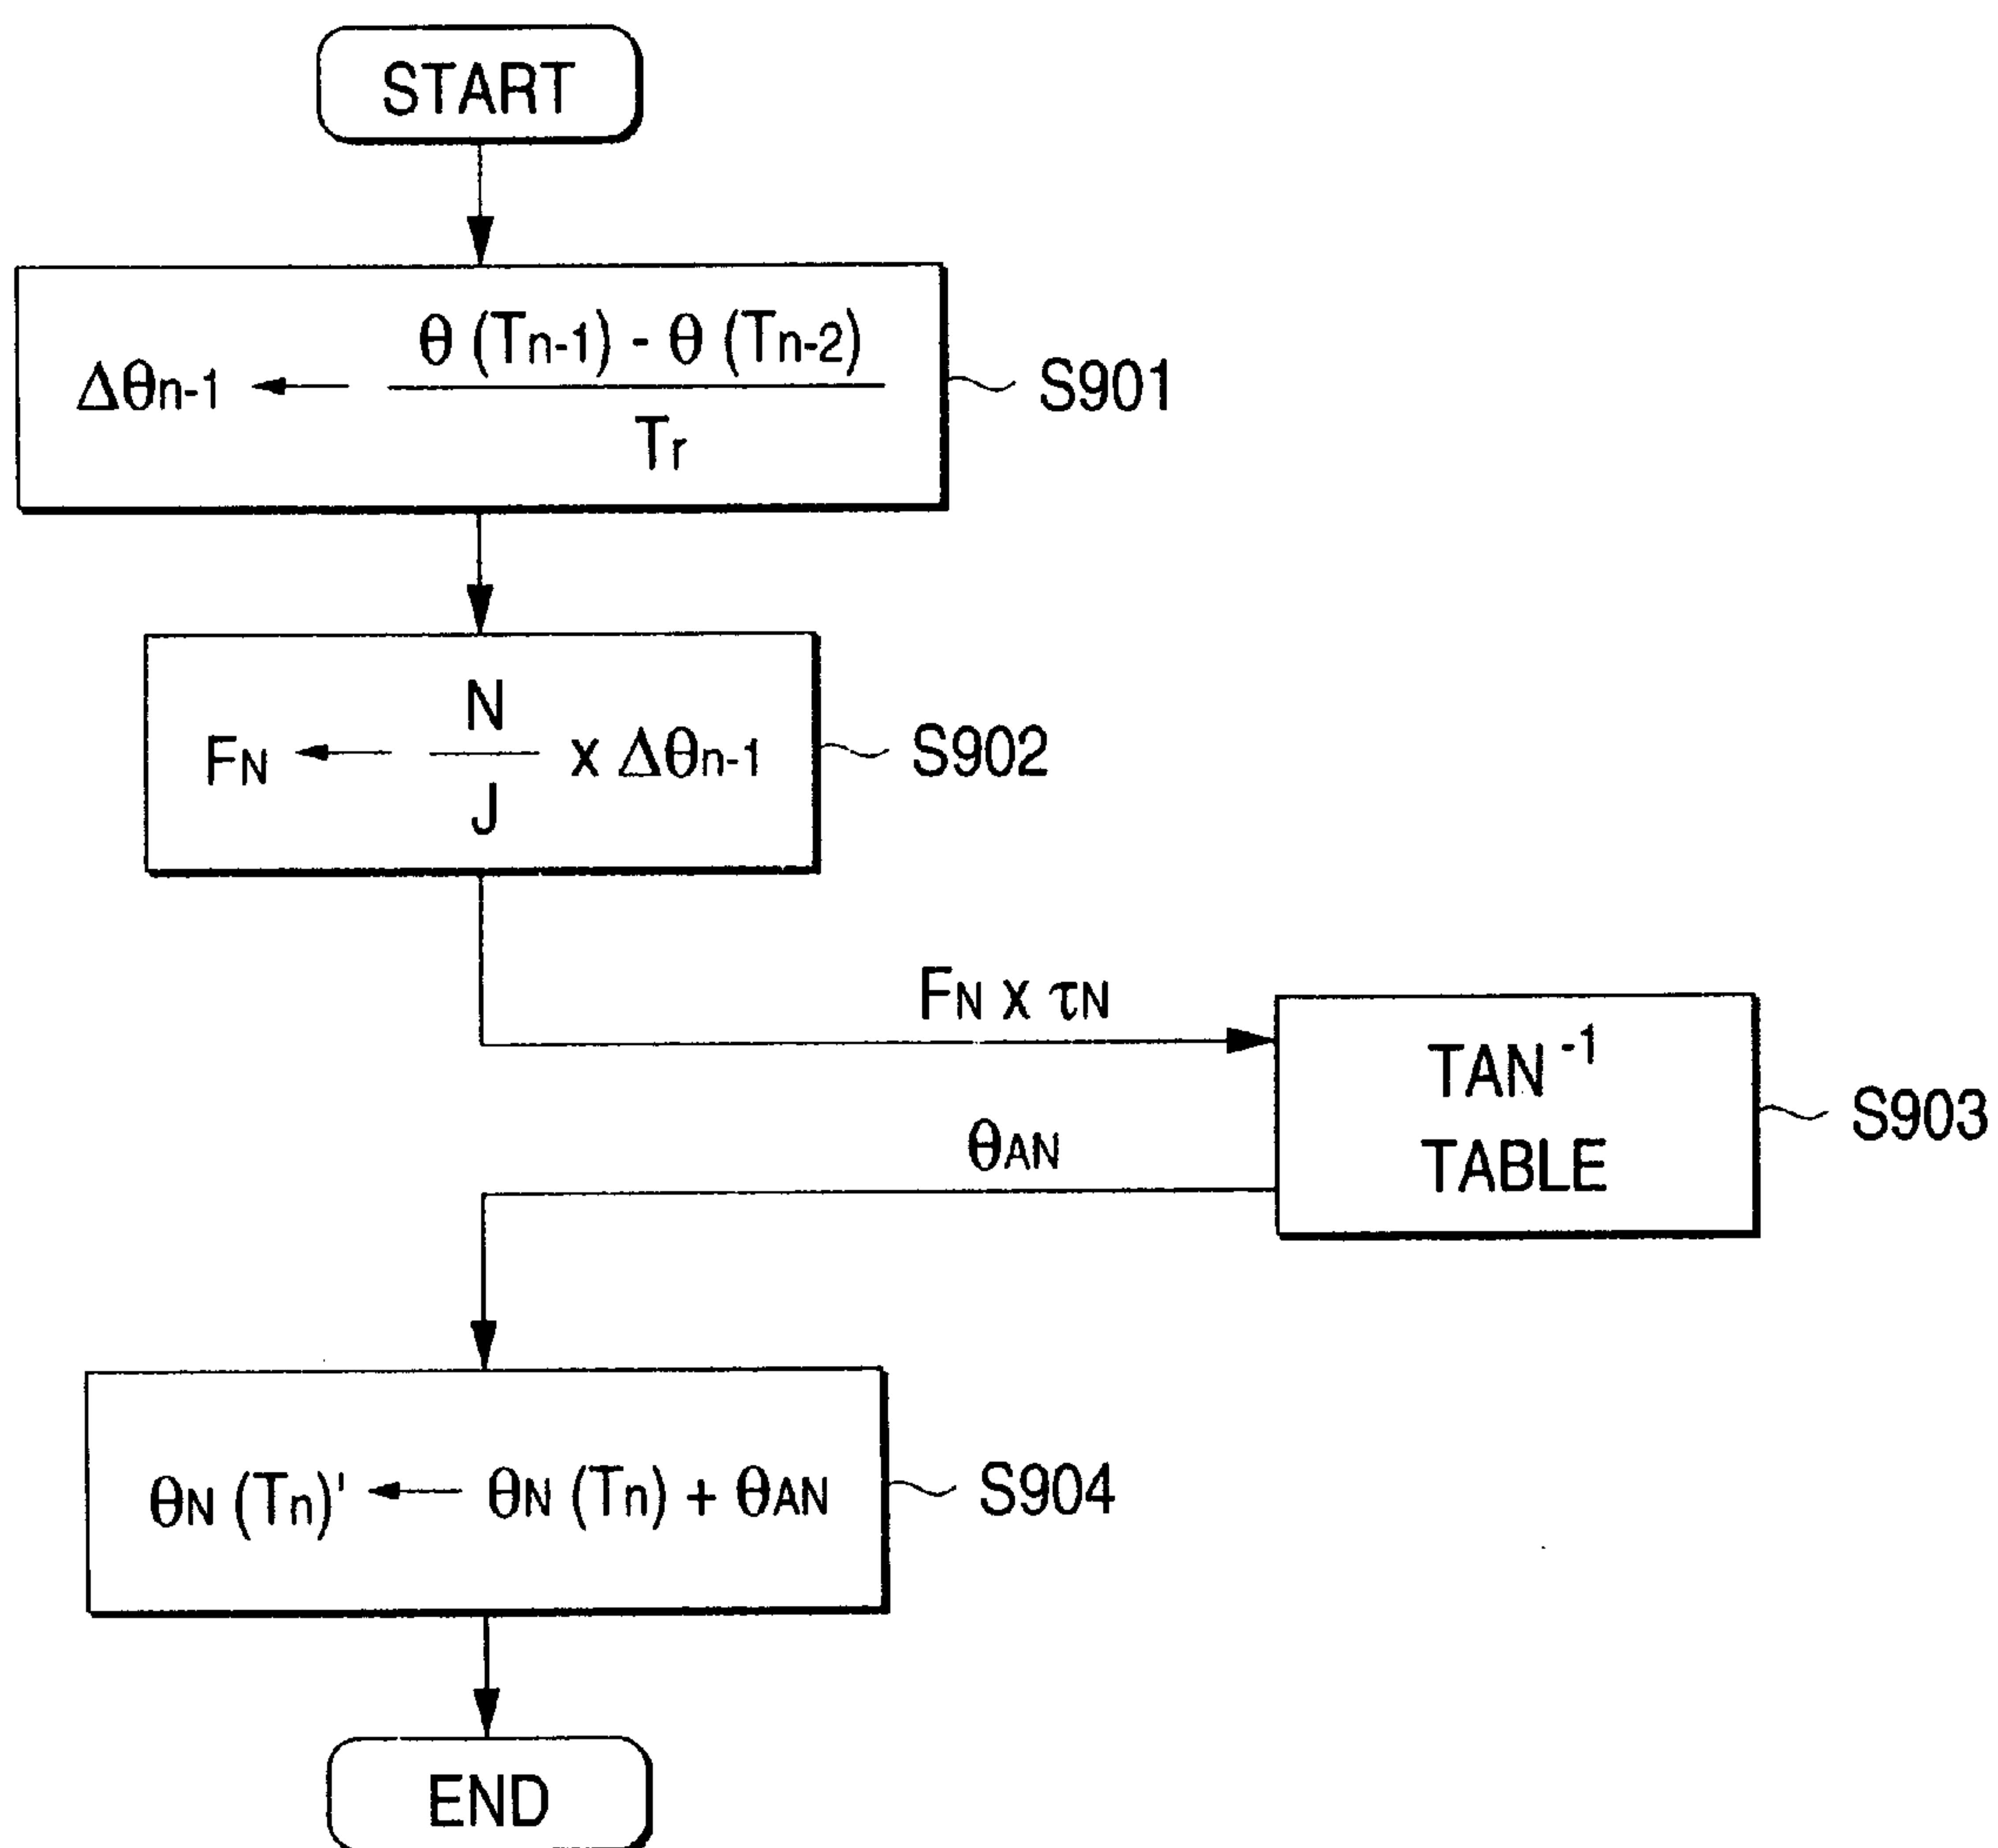 START
θ (Tn-1) - θ (Tn-2)
Δθn-1 ←
Tr
S901
N
FN ← x Δθn-1
J
S902
FN x τN
TAN -1
TABLE
S903
θAN
θN (Tn)' ← θN (Tn) + θAN
S904
END